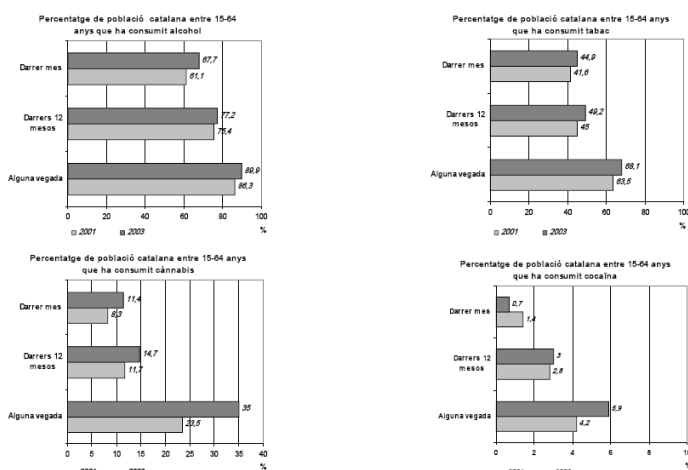 Percentatge de població catalana entre 15-64
anys que ha consumit alcohol
Darrer mes
67,7
61,1
Darrers 12
mesos
77,2
75,4
Alguna vegada
89,9
86,3
0 20 40 60 80 100
%
2001 2003
Percentatge de població catalana entre 15-64 anys
que ha consumit tabac
Darrer mes
44,9
41,6
Darrers 12
mesos
49,2
45
Alguna vegada
68,1
63,5
0 20 40 60 80 100
%
2001 2003
Percentatge de població catalana entre 15-64 anys
que ha consumit cànnabis
Darrer mes
11,4
8,3
Darrers 12
mesos
14,7
11,7
Alguna vegada
35
23,5
0 5 10 15 20 25 30 35 40
%
Percentatge de població catalana entre 15-64 anys
que ha consumit cocaïna
Darrer mes
0,7
1,4
Darrers 12
mesos
3
2,8
Alguna vegada
5,9
4,2
0 2 4 6 8 10
%